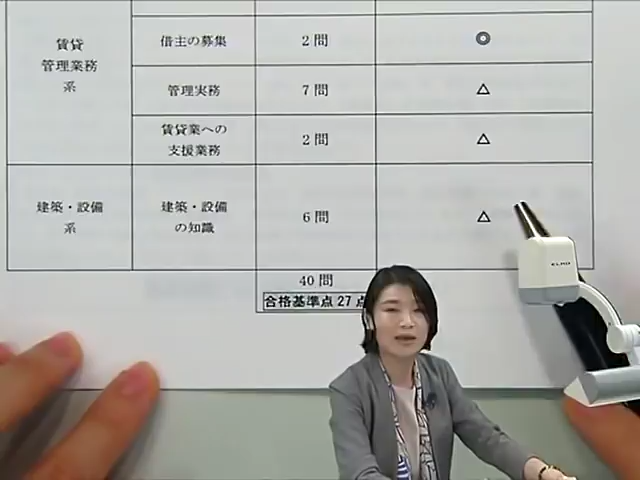 賃貸
管理業務
系
借主の募集
2問
◎
管理実務
7問
△
賃貸業への
支援業務
2問
△
建築・設備
系
建築・設備
の知識
6問
△
40問
合格基準点27点
ELMO